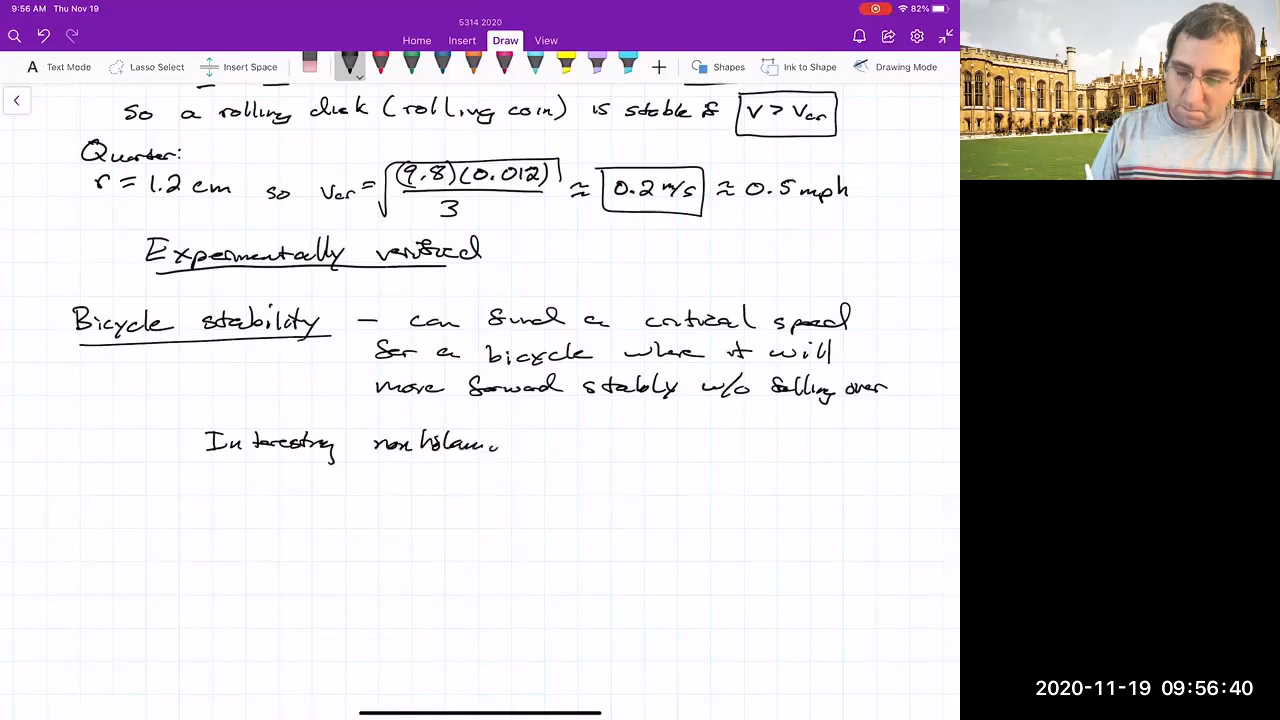 9:56 AM Thu Nov 19
82%
5314 2020
Home Insert Draw View
Text Mode Lasso Select Insert Space Shapes Ink to Shape Drawing Mode
so a rolling disk (rolling coin) is stable if V > Vcr
Quarter:
r = 1.2 cm so Vcr = √((9.8)(0.012)/3) ≈ 0.2 m/s ≈ 0.5 mph
Expermentally verified
Bicycle stability – can find a critical speed
for a bicycle where it will
move forward stably w/o falling over
Interesting
2020-11-19 09:56:40